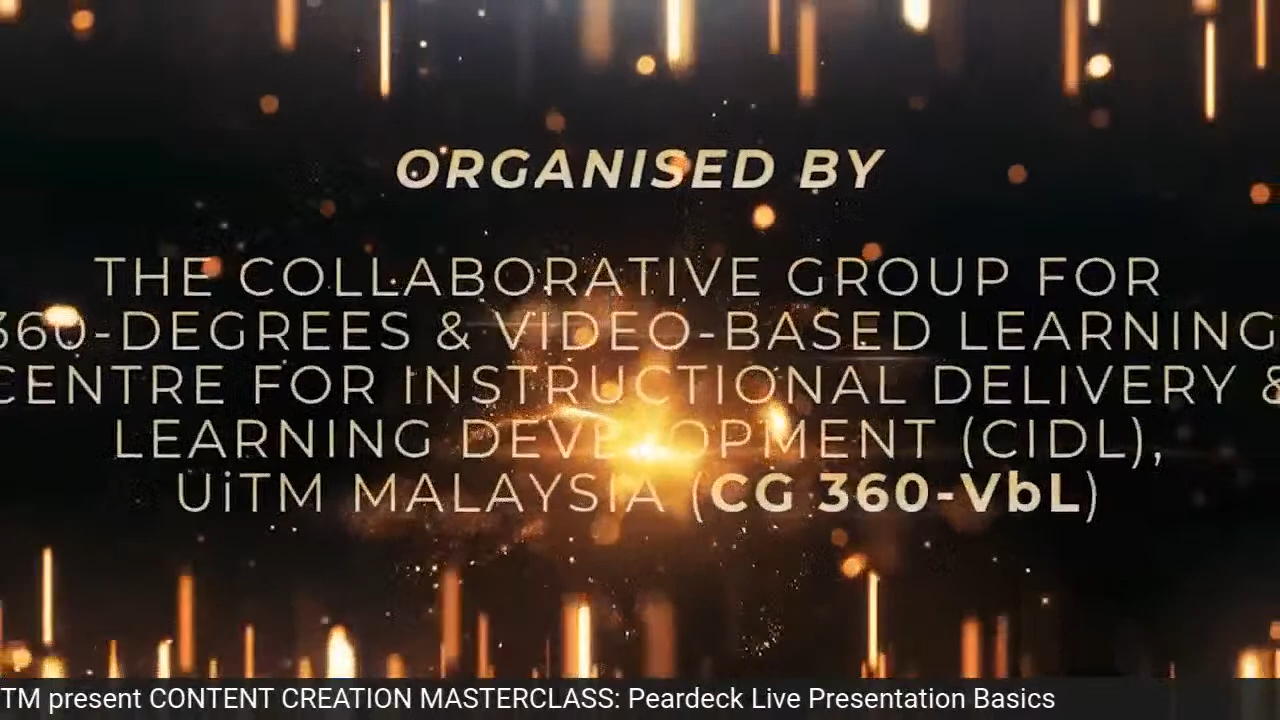 ORGANISED BY
THE COLLABORATIVE GROUP FOR
360-DEGREES & VIDEO-BASED LEARNING
CENTRE FOR INSTRUCTIONAL DELIVERY &
LEARNING DEVELOPMENT (CIDL),
UiTM MALAYSIA (CG 360-VbL)
TM present CONTENT CREATION MASTERCLASS: Peardeck Live Presentation Basics